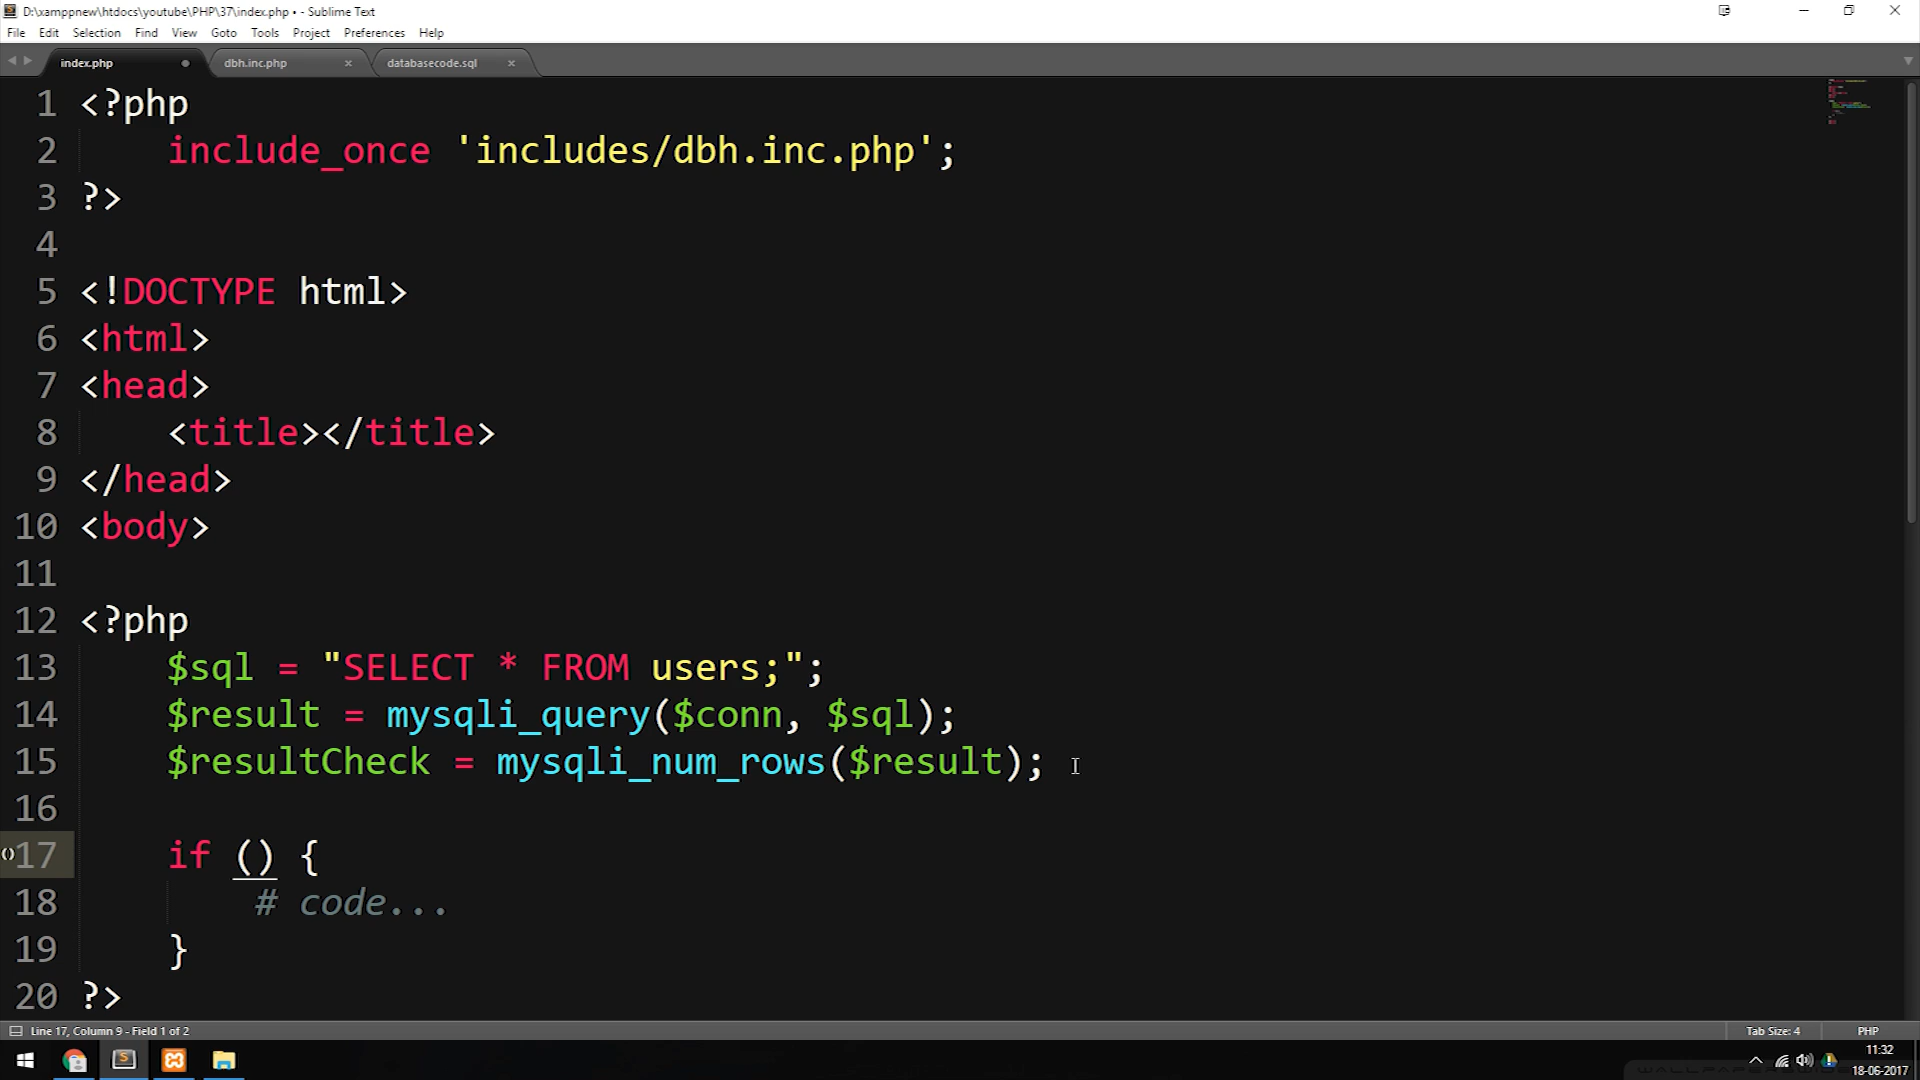 D:\xamppnew\htdocs\youtube\PHP\37\index.php • - Sublime Text
File Edit Selection Find View Goto Tools Project Preferences Help
index.php dbh.inc.php databasecode.sql
1 <?php
2 include_once 'includes/dbh.inc.php';
3 ?>
4
5 <!DOCTYPE html>
6 <html>
7 <head>
8 <title></title>
9 </head>
10 <body>
11
12 <?php
13 $sql = "SELECT * FROM users;";
14 $result = mysqli_query($conn, $sql);
15 $resultCheck = mysqli_num_rows($result);
16
17 if () {
18 # code...
19 }
20 ?>
Line 17, Column 9 - Field 1 of 2 Tab Size: 4 PHP
11:32
18-06-2017